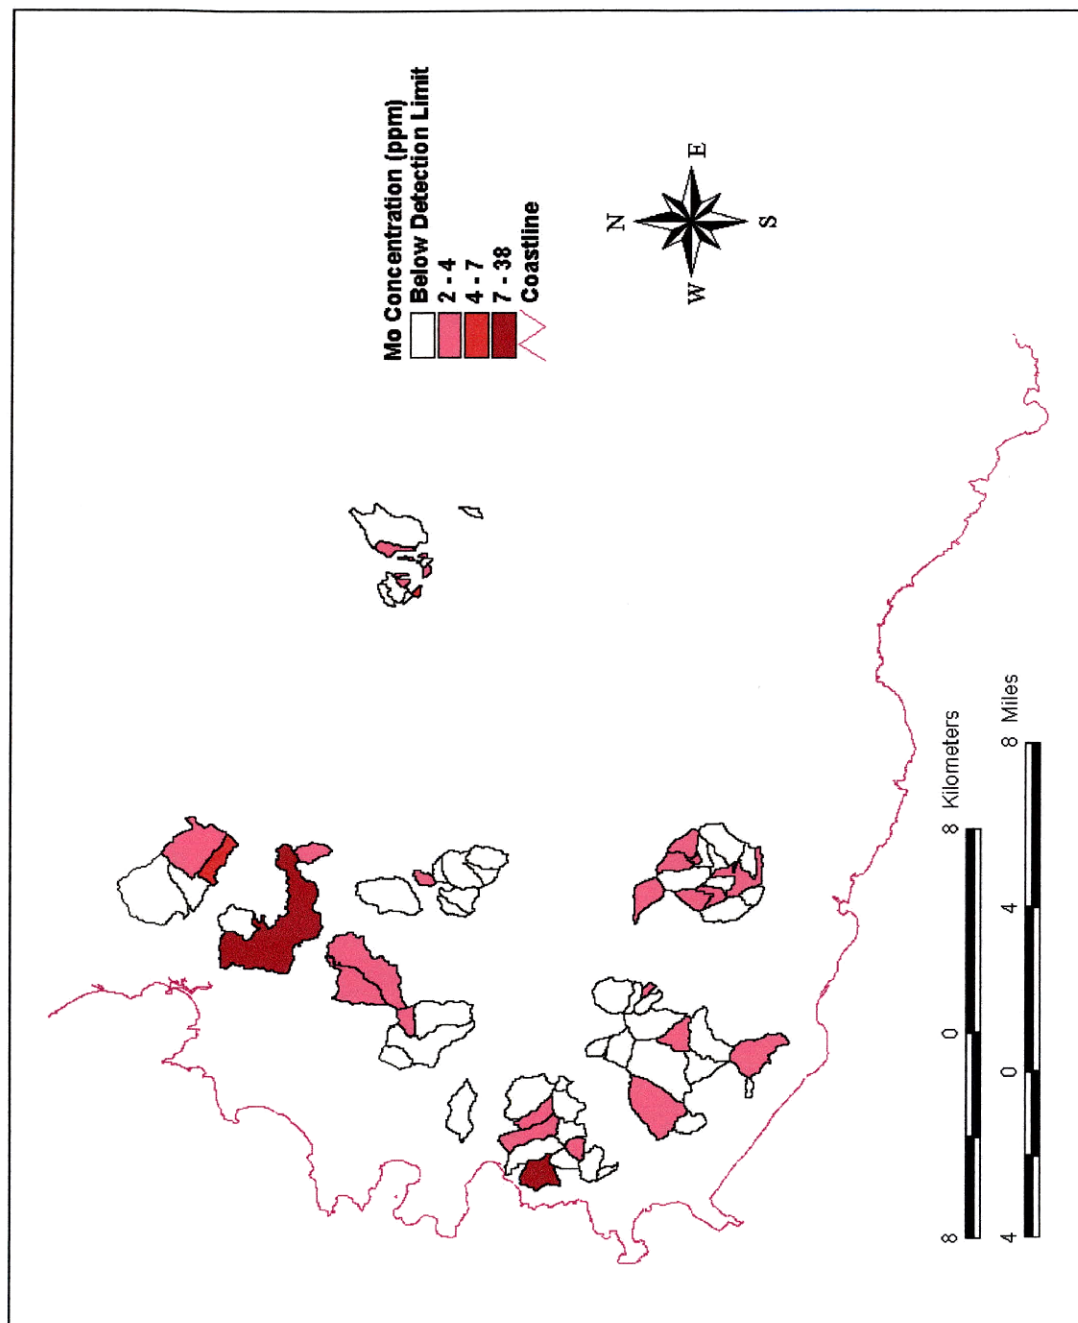 Mo Concentration (ppm)
Below Detection Limit
2 - 4
4 - 7
7 - 38
Coastline
N
W
E
S
8 0 8 Kilometers
4 0 4 8 Miles